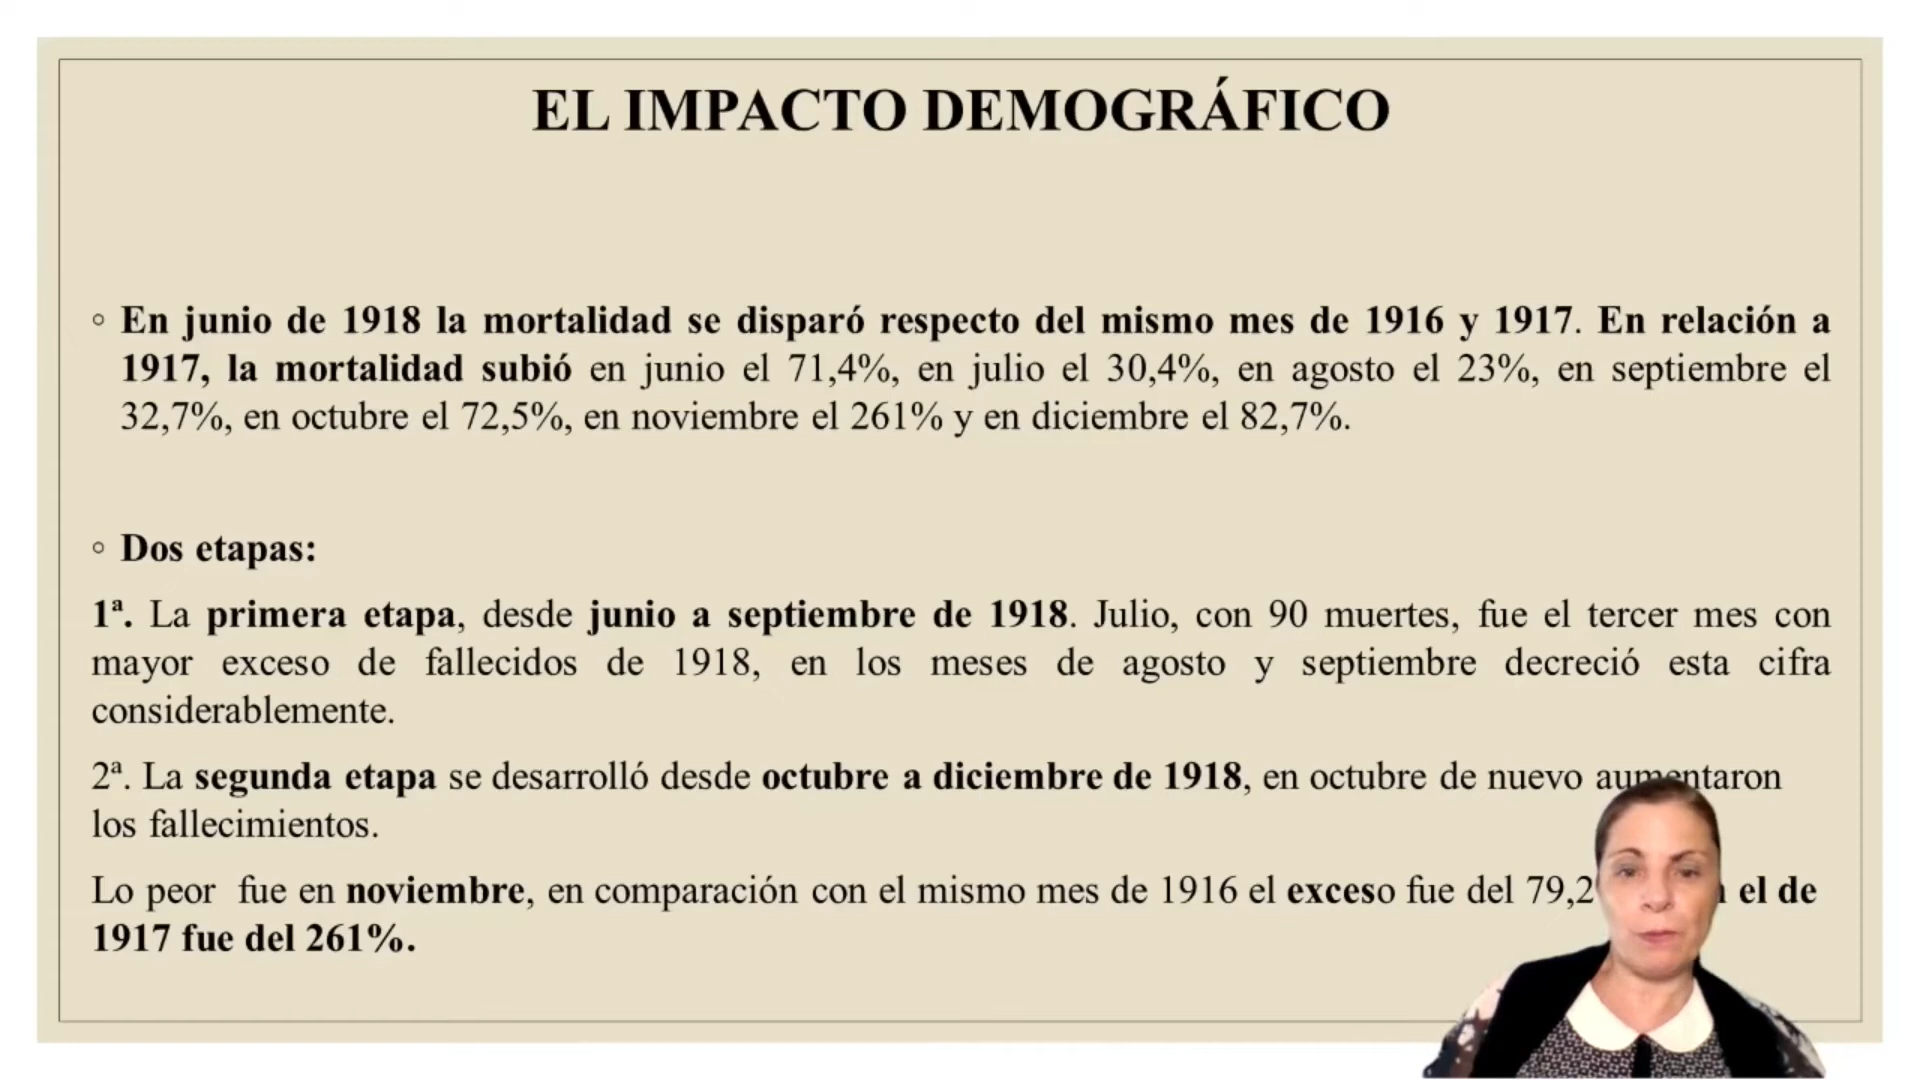 EL IMPACTO DEMOGRÁFICO
◦ En junio de 1918 la mortalidad se disparó respecto del mismo mes de 1916 y 1917. En relación a
1917, la mortalidad subió en junio el 71,4%, en julio el 30,4%, en agosto el 23%, en septiembre el
32,7%, en octubre el 72,5%, en noviembre el 261% y en diciembre el 82,7%.
◦ Dos etapas:
1ª. La primera etapa, desde junio a septiembre de 1918. Julio, con 90 muertes, fue el tercer mes con
mayor exceso de fallecidos de 1918, en los meses de agosto y septiembre decreció esta cifra
considerablemente.
2ª. La segunda etapa se desarrolló desde octubre a diciembre de 1918, en octubre de nuevo aumentaron
los fallecimientos.
Lo peor fue en noviembre, en comparación con el mismo mes de 1916 el exceso fue del 79,2 el de
1917 fue del 261%.